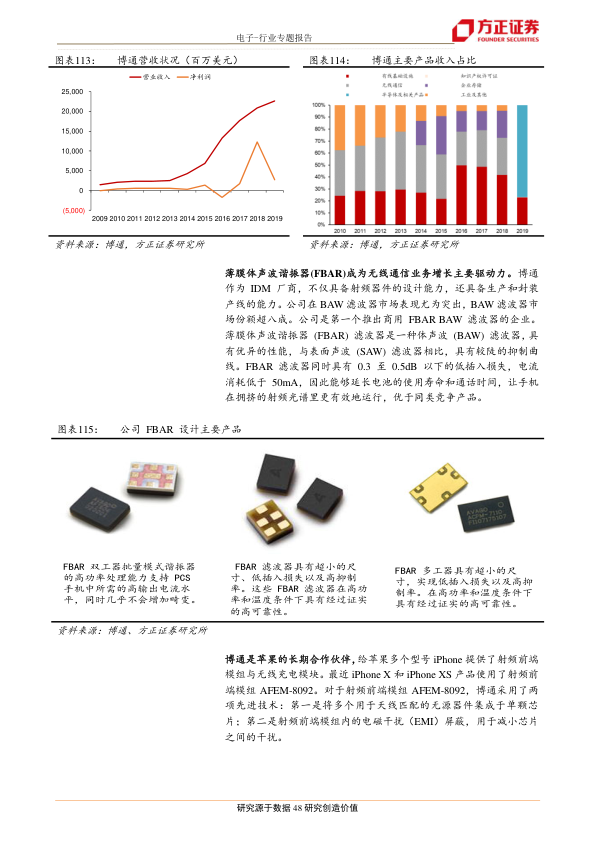 电子-行业专题报告
方正证券
FOUNDER SECURITIES
图表113: 博通营收状况（百万美元）
营业收入 净利润
25,000
20,000
15,000
10,000
5,000
0
(5,000)
2009 2010 2011 2012 2013 2014 2015 2016 2017 2018 2019
资料来源：博通，方正证券研究所
图表114: 博通主要产品收入占比
有线基础设施 知识产权许可证
无线通信 企业存储
半导体及相关产品 工业及其他
100%
90%
80%
70%
60%
50%
40%
30%
20%
10%
0%
2010 2011 2012 2013 2014 2015 2016 2017 2018 2019
资料来源：博通，方正证券研究所
薄膜体声波谐振器(FBAR)成为无线通信业务增长主要驱动力。博通
作为 IDM 厂商，不仅具备射频器件的设计能力，还具备生产和封装
产线的能力。公司在 BAW 滤波器市场表现尤为突出，BAW 滤波器市
场份额超八成。公司是第一个推出商用 FBAR BAW 滤波器的企业。
薄膜体声波谐振器 (FBAR) 滤波器是一种体声波 (BAW) 滤波器，具
有优异的性能，与表面声波 (SAW) 滤波器相比，具有较陡的抑制曲
线。FBAR 滤波器同时具有 0.3 至 0.5dB 以下的低插入损失，电流
消耗低于 50mA，因此能够延长电池的使用寿命和通话时间，让手机
在拥挤的射频光谱里更有效地运行，优于同类竞争产品。
图表115: 公司 FBAR 设计主要产品
FBAR 双工器批量模式谐振器
的高功率处理能力支持 PCS
手机中所需的高输出电流水
平，同时几乎不会增加畸变。
FBAR 滤波器具有超小的尺
寸、低插入损失以及高抑制
率。这些 FBAR 滤波器在高功
率和温度条件下具有经过证实
的高可靠性。
AVAGO
FBAR 多工器具有超小的尺
寸，实现低插入损失以及高抑
制率。在高功率和温度条件下
具有经过证实的高可靠性。
资料来源：博通、方正证券研究所
博通是苹果的长期合作伙伴，给苹果多个型号 iPhone 提供了射频前端
模组与无线充电模块。最近 iPhone X 和 iPhone XS 产品使用了射频前
端模组 AFEM-8092。对于射频前端模组 AFEM-8092，博通采用了两
项先进技术：第一是将多个用于天线匹配的无源器件集成于单颗芯
片；第二是射频前端模组内的电磁干扰（EMI）屏蔽，用于减小芯片
之间的干扰。
研究源于数据 48 研究创造价值